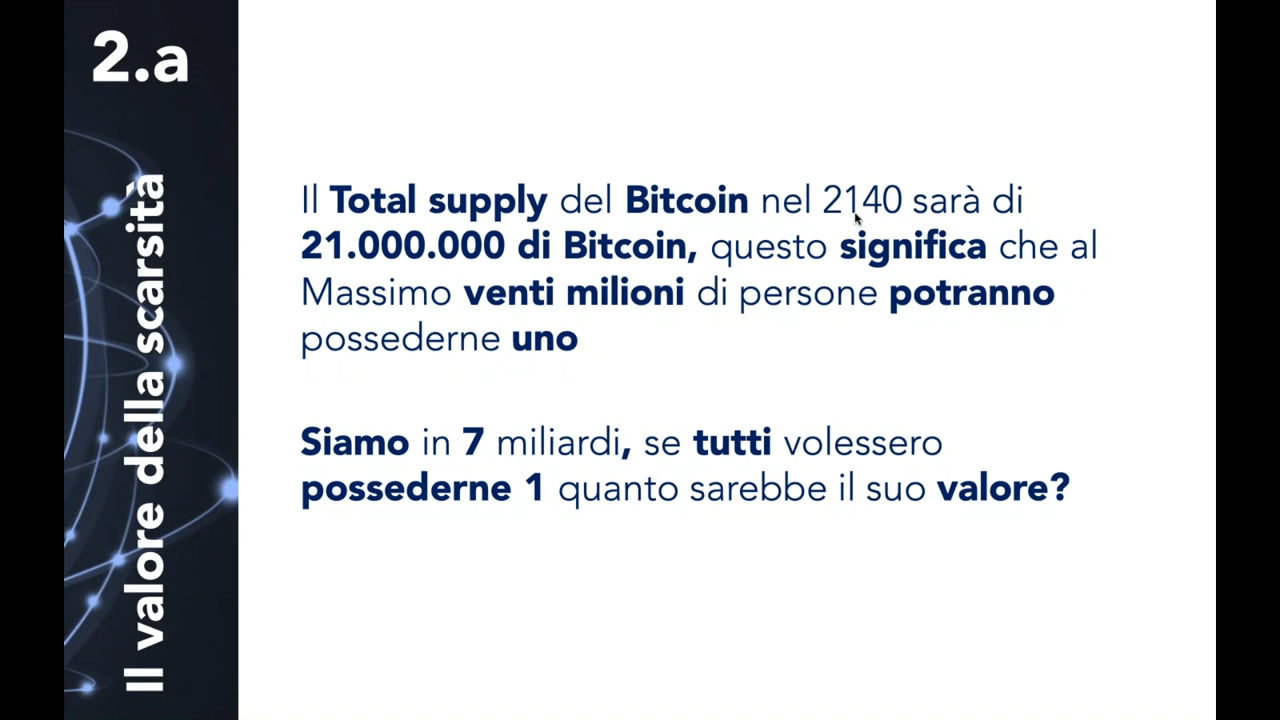 2.a
Il valore della scarsità
Il Total supply del Bitcoin nel 2140 sarà di
21.000.000 di Bitcoin, questo significa che al
Massimo venti milioni di persone potranno
possederne uno
Siamo in 7 miliardi, se tutti volessero
possederne 1 quanto sarebbe il suo valore?